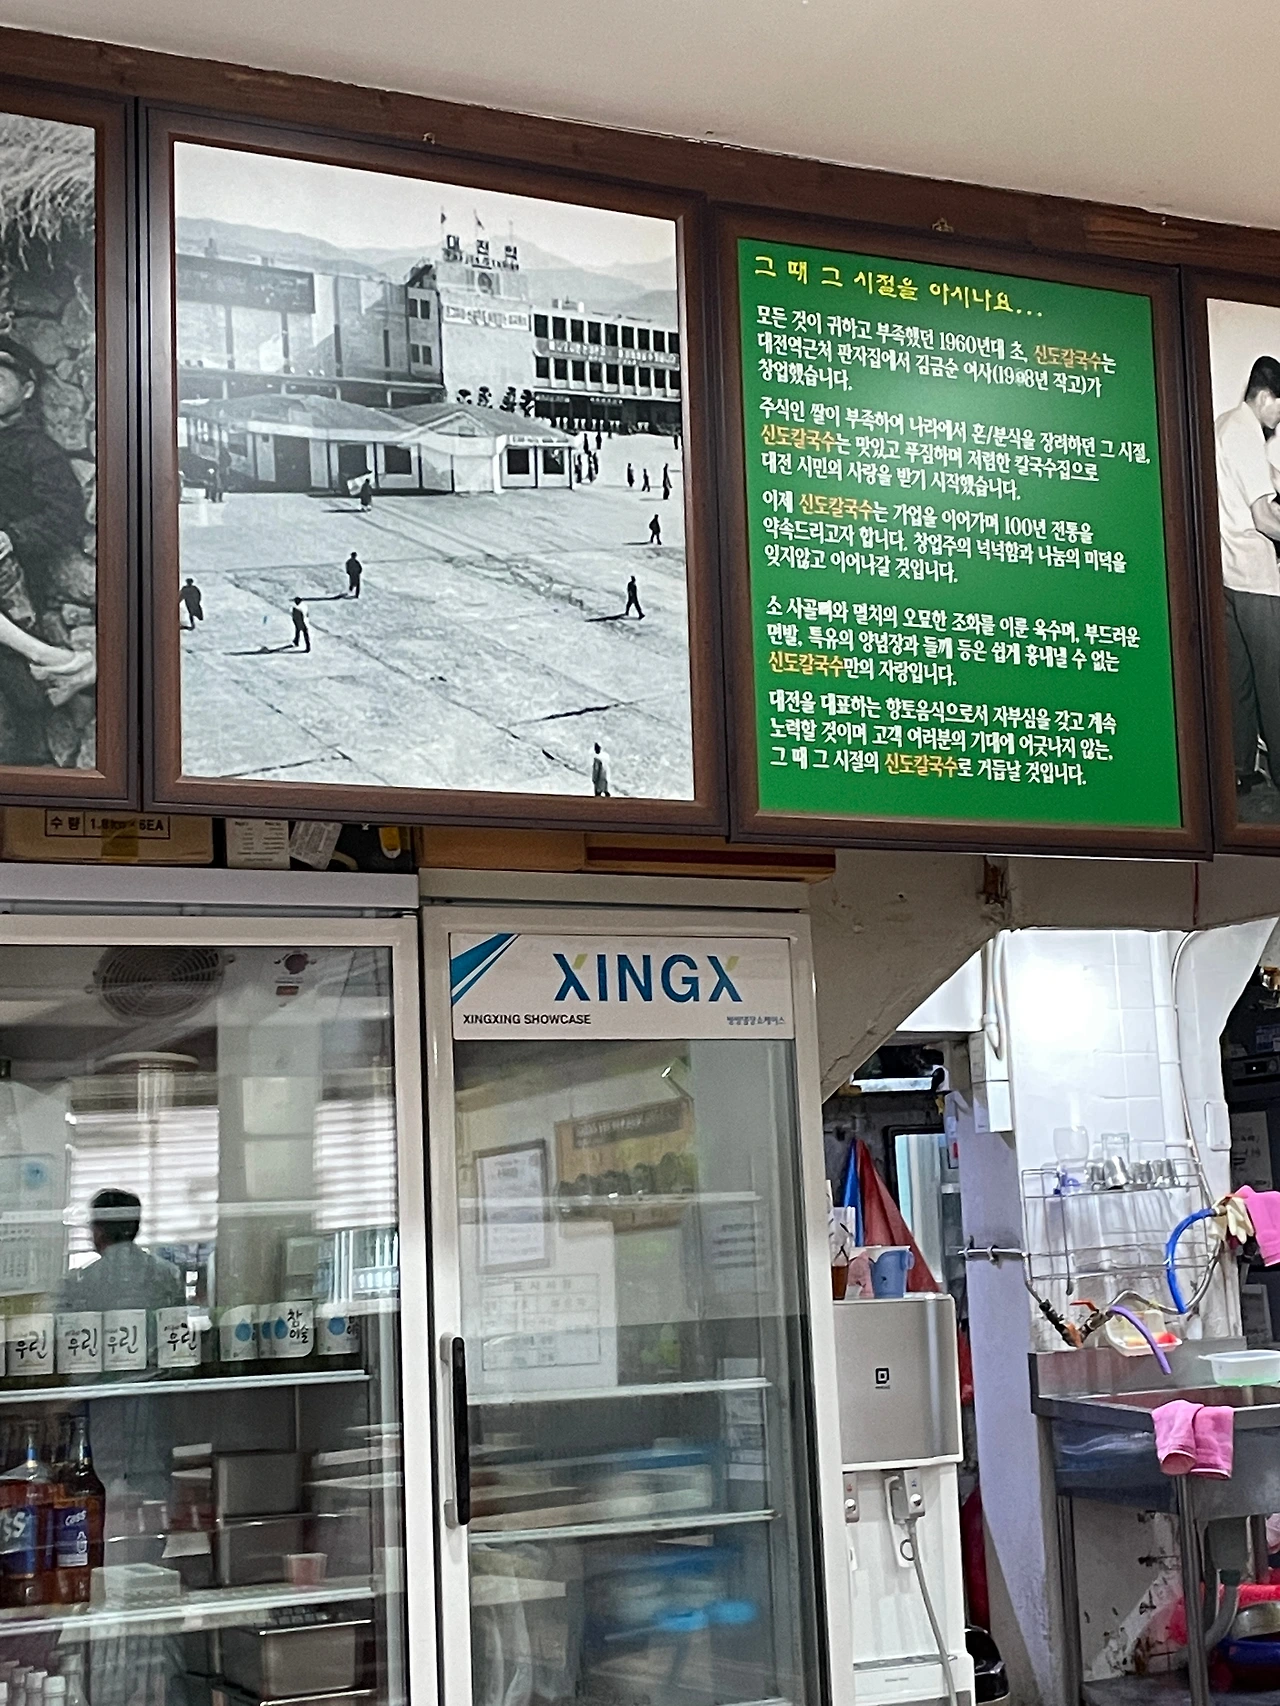 대전역
그 때 그 시절을 아시나요...
모든 것이 귀하고 부족했던 1960년대 초, 신도칼국수는
대전역근처 판자집에서 김금순 여사(1998년 작고)가
창업했습니다.
주식인 쌀이 부족하여 나라에서 혼/분식을 장려하던 그 시절,
신도칼국수는 맛있고 푸짐하며 저렴한 칼국수집으로
대전 시민의 사랑을 받기 시작했습니다.
이제 신도칼국수는 가업을 이어가며 100년 전통을
약속드리고자 합니다. 창업주의 넉넉함과 나눔의 미덕을
잊지않고 이어나갈 것입니다.
소 사골뼈와 멸치의 오묘한 조화를 이룬 육수며, 부드러운
면발, 특유의 양념장과 들깨 등은 쉽게 흉내낼 수 없는
신도칼국수만의 자랑입니다.
대전을 대표하는 향토음식으로서 자부심을 갖고 계속
노력할 것이며 고객 여러분의 기대에 어긋나지 않는,
그 때 그 시절의 신도칼국수로 거듭날 것입니다.
수 량 1.8kg × 6EA
XINGX
XINGXING SHOWCASE
우린
우린
우린
우린
참이슬
Cass